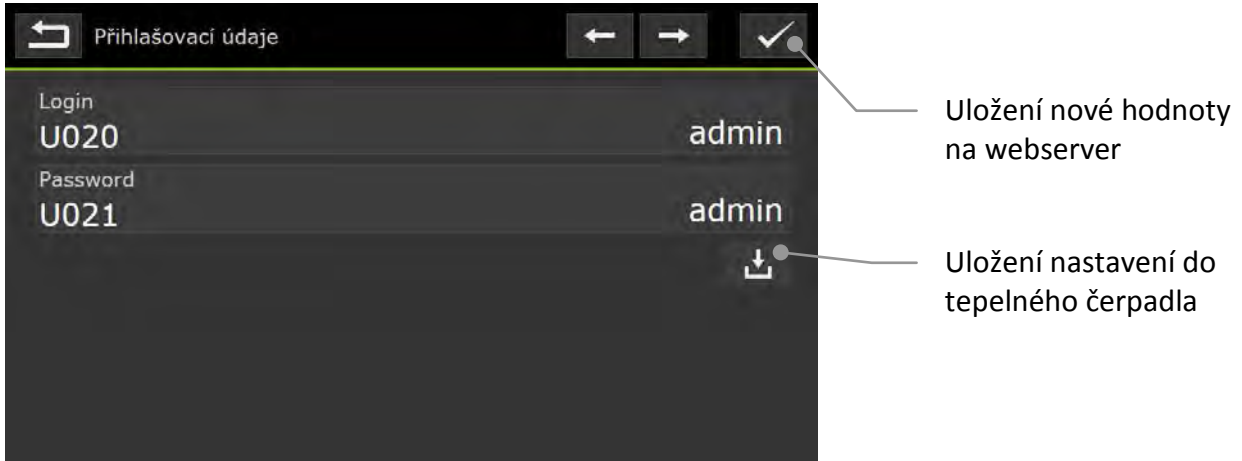 Přihlašovací údaje
Login
U020 admin
Password
U021 admin
Uložení nové hodnoty
na webserver
Uložení nastavení do
tepelného čerpadla